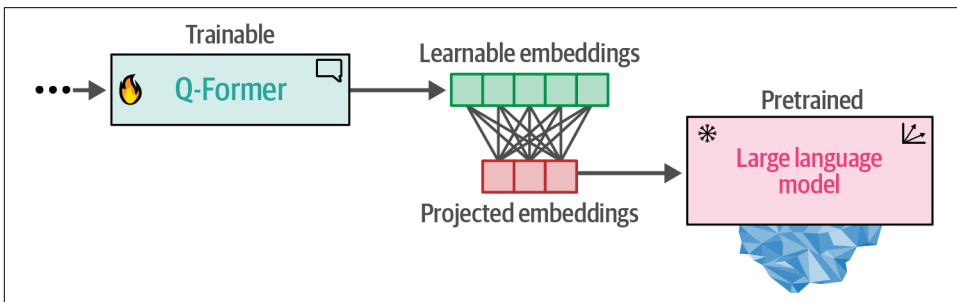 Trainable
Q-Former
Learnable embeddings
Projected embeddings
Pretrained
Large language
model